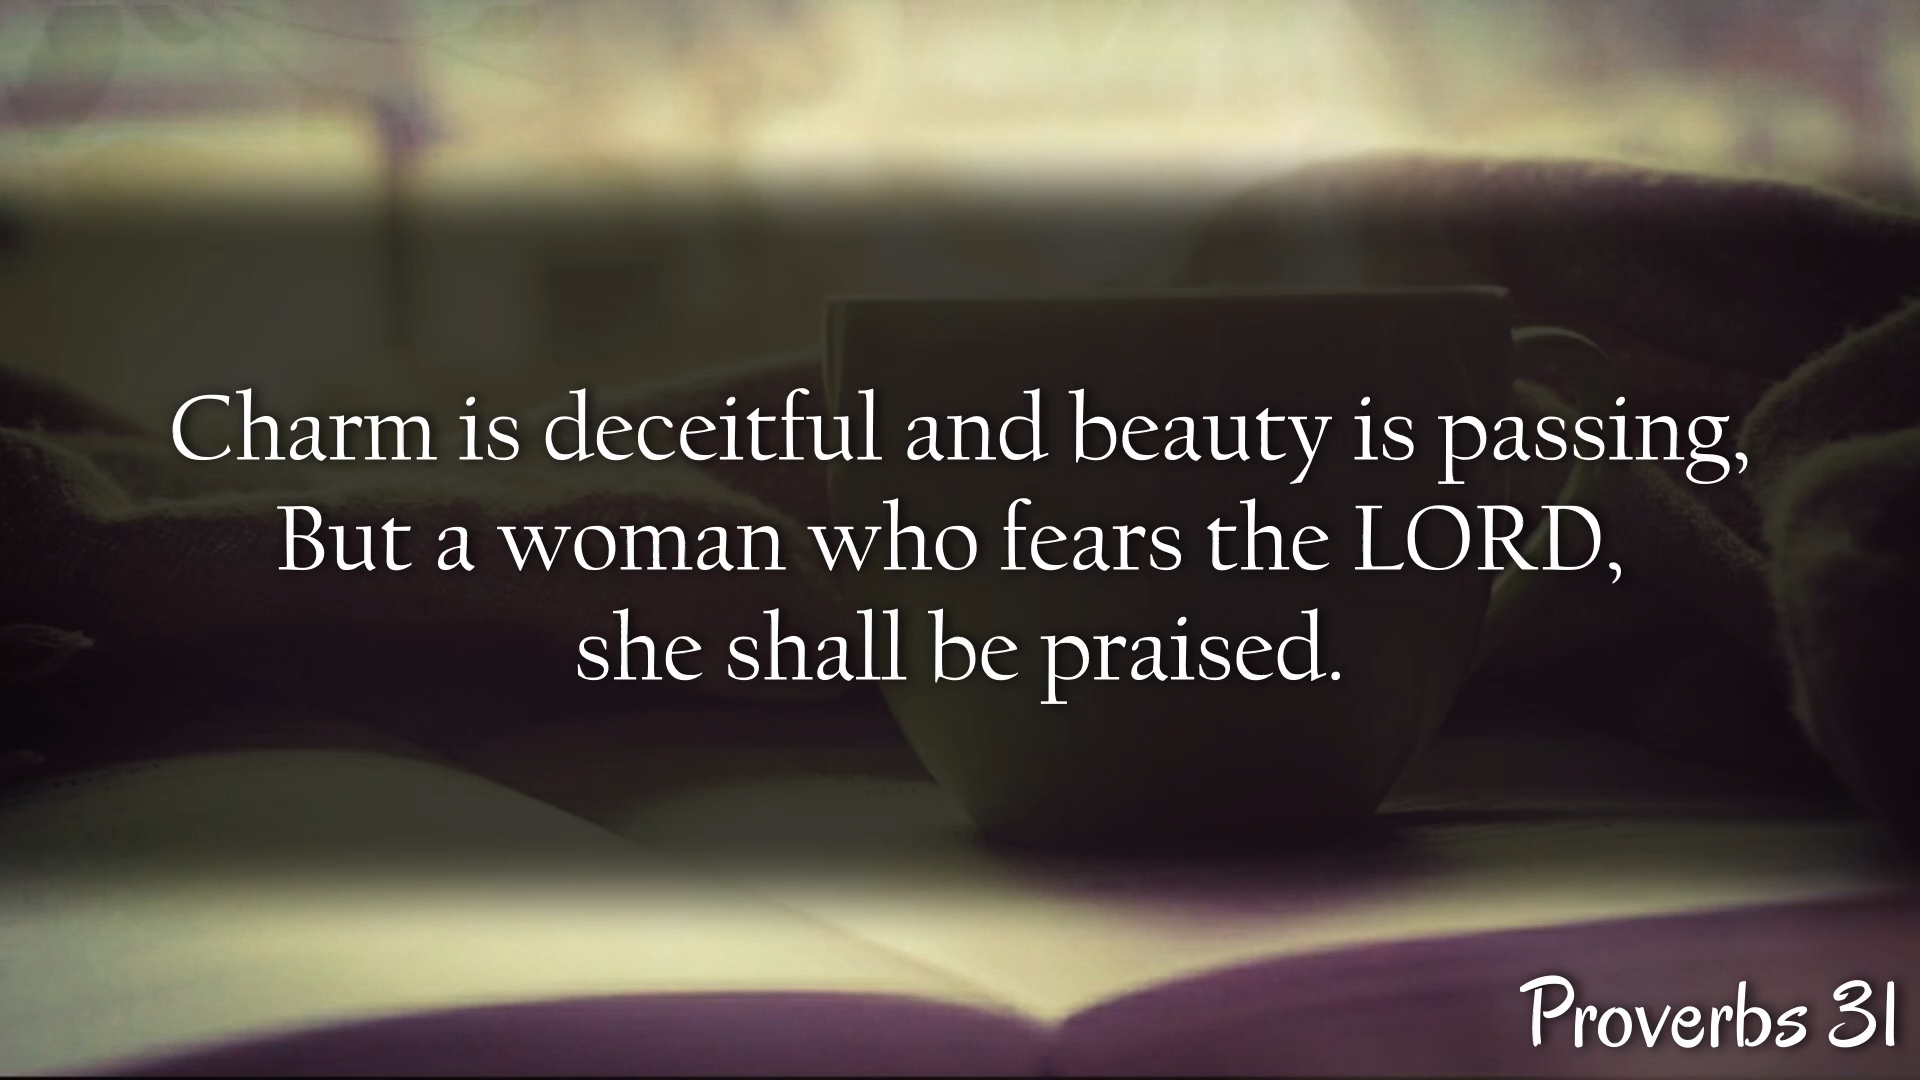 Charm is deceitful and beauty is passing,
But a woman who fears the LORD,
she shall be praised.
Proverbs 31